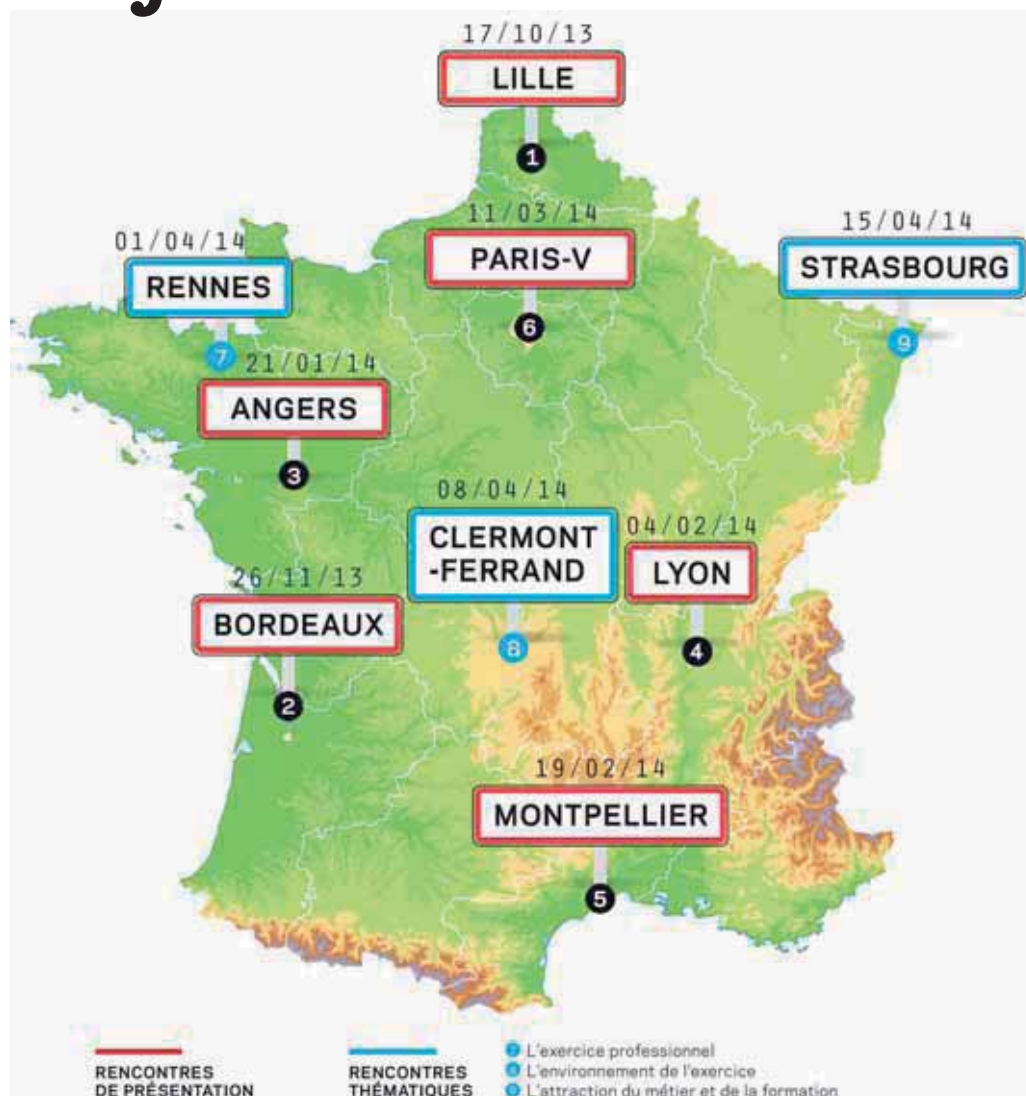 17/10/13
LILLE
1
11/03/14
PARIS-V
6
01/04/14
RENNES
7
15/04/14
STRASBOURG
9
21/01/14
ANGERS
3
08/04/14
CLERMONT
-FERRAND
8
04/02/14
LYON
4
26/11/13
BORDEAUX
2
19/02/14
MONTPELLIER
5
RENCONTRES
DE PRÉSENTATION
RENCONTRES
THÉMATIQUES
7 L'exercice professionnel
8 L'environnement de l'exercice
9 L'attraction du métier et de la formation